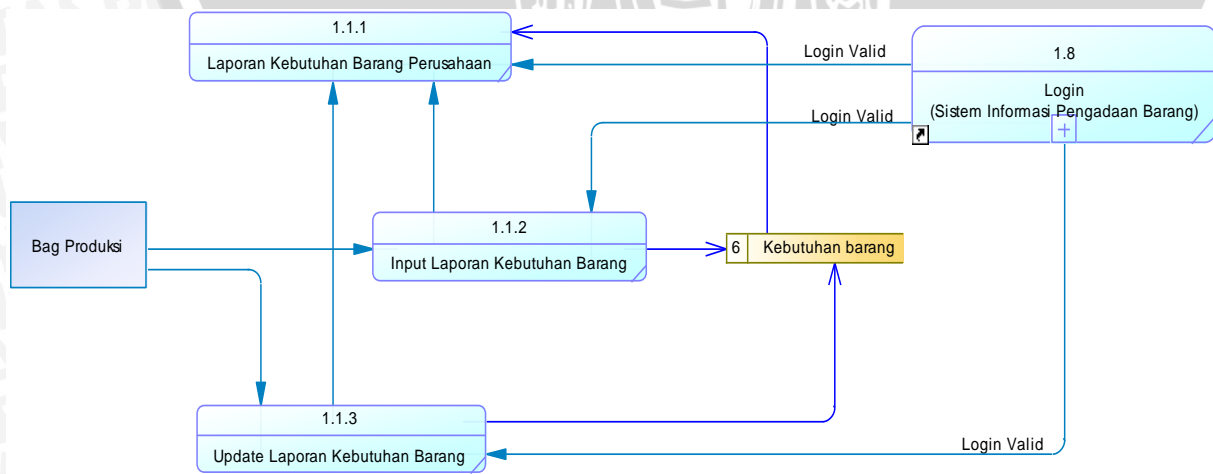 1.1.1
Laporan Kebutuhan Barang Perusahaan
Login Valid
1.8
Login
(Sistem Informasi Pengadaan Barang)
Login Valid
Bag Produksi
1.1.2
Input Laporan Kebutuhan Barang
6 Kebutuhan barang
1.1.3
Update Laporan Kebutuhan Barang
Login Valid